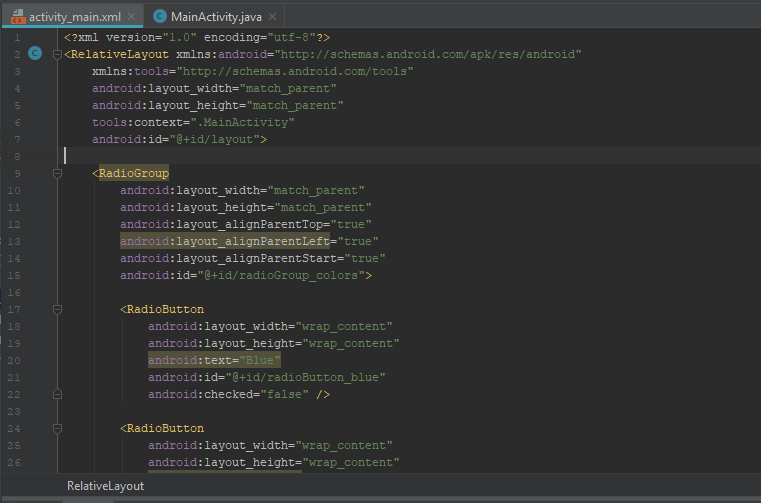 activity_main.xml
MainActivity.java
1 <?xml version="1.0" encoding="utf-8"?>
2 <RelativeLayout xmlns:android="http://schemas.android.com/apk/res/android"
3 xmlns:tools="http://schemas.android.com/tools"
4 android:layout_width="match_parent"
5 android:layout_height="match_parent"
6 tools:context=".MainActivity"
7 android:id="@+id/layout">
8
9 <RadioGroup
10 android:layout_width="match_parent"
11 android:layout_height="match_parent"
12 android:layout_alignParentTop="true"
13 android:layout_alignParentLeft="true"
14 android:layout_alignParentStart="true"
15 android:id="@+id/radioGroup_colors">
16
17 <RadioButton
18 android:layout_width="wrap_content"
19 android:layout_height="wrap_content"
20 android:text="Blue"
21 android:id="@+id/radioButton_blue"
22 android:checked="false" />
23
24 <RadioButton
25 android:layout_width="wrap_content"
26 android:layout_height="wrap_content"
RelativeLayout